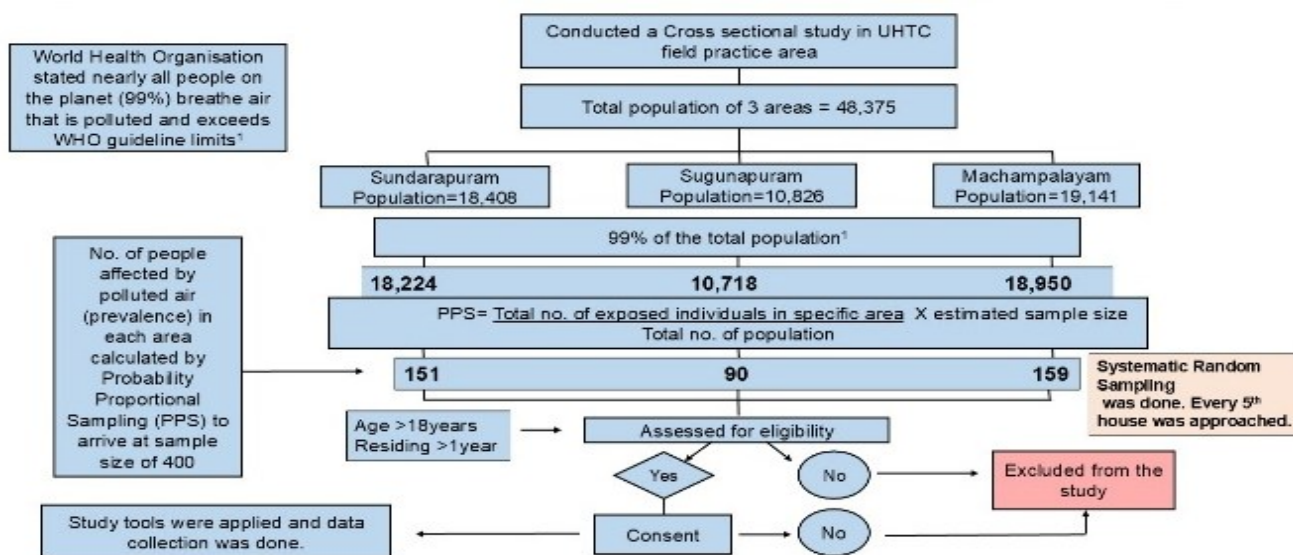 Conducted a Cross sectional study in UHTC
field practice area
World Health Organisation
stated nearly all people on
the planet (99%) breathe air
that is polluted and exceeds
WHO guideline limits¹
Total population of 3 areas = 48,375
Sundarapuram
Population=18,408
Sugunapuram
Population=10,826
Machampalayam
Population=19,141
99% of the total population¹
18,224 10,718 18,950
No. of people
affected by
polluted air
(prevalence) in
each area
calculated by
Probability
Proportional
Sampling (PPS) to
arrive at sample
size of 400
PPS= Total no. of exposed individuals in specific area X estimated sample size
Total no. of population
151 90 159
Systematic Random
Sampling
was done. Every 5th
house was approached.
Age >18years
Residing >1year
Assessed for eligibility
Yes
No
Excluded from the
study
Study tools were applied and data
collection was done.
Consent
No